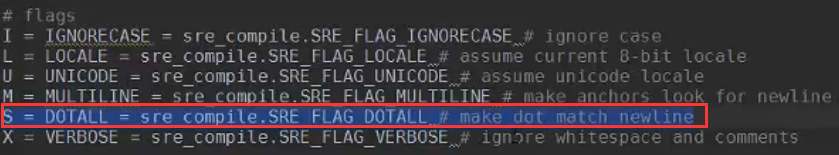 # flags
I = IGNORECASE = sre_compile.SRE_FLAG_IGNORECASE # ignore case
L = LOCALE = sre_compile.SRE_FLAG_LOCALE # assume current 8-bit locale
U = UNICODE = sre_compile.SRE_FLAG_UNICODE # assume unicode locale
M = MULTILINE = sre_compile.SRE_FLAG_MULTILINE # make anchors look for newline
S = DOTALL = sre_compile.SRE_FLAG_DOTALL # make dot match newline
X = VERBOSE = sre_compile.SRE_FLAG_VERBOSE # ignore whitespace and comments